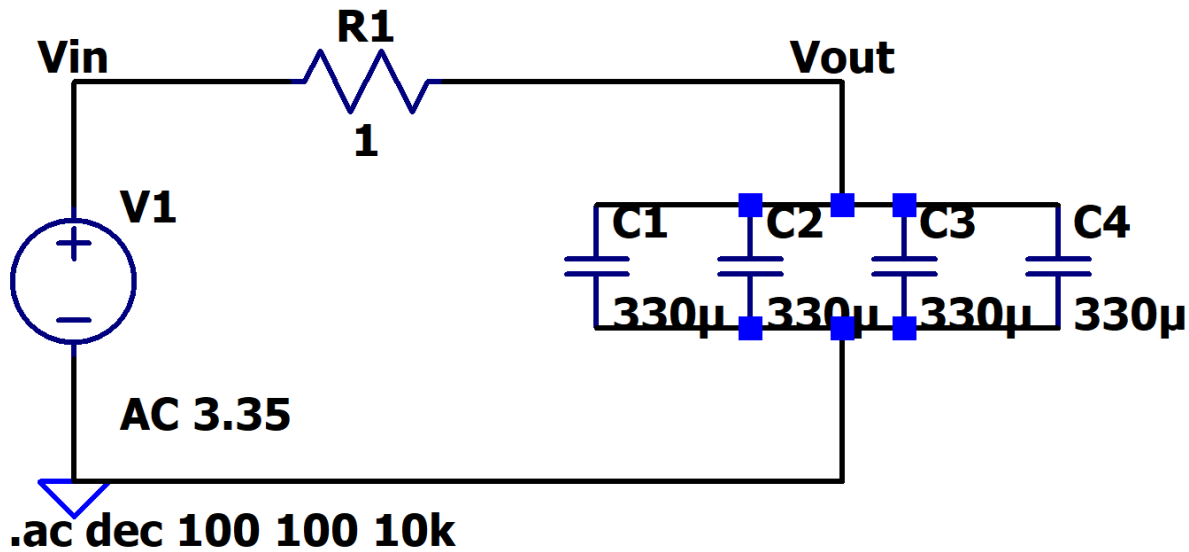 R1
Vin
Vout
1
V1
C1
C2
C3
C4
330µ
330µ
330µ
330µ
AC 3.35
.ac dec 100 100 10k